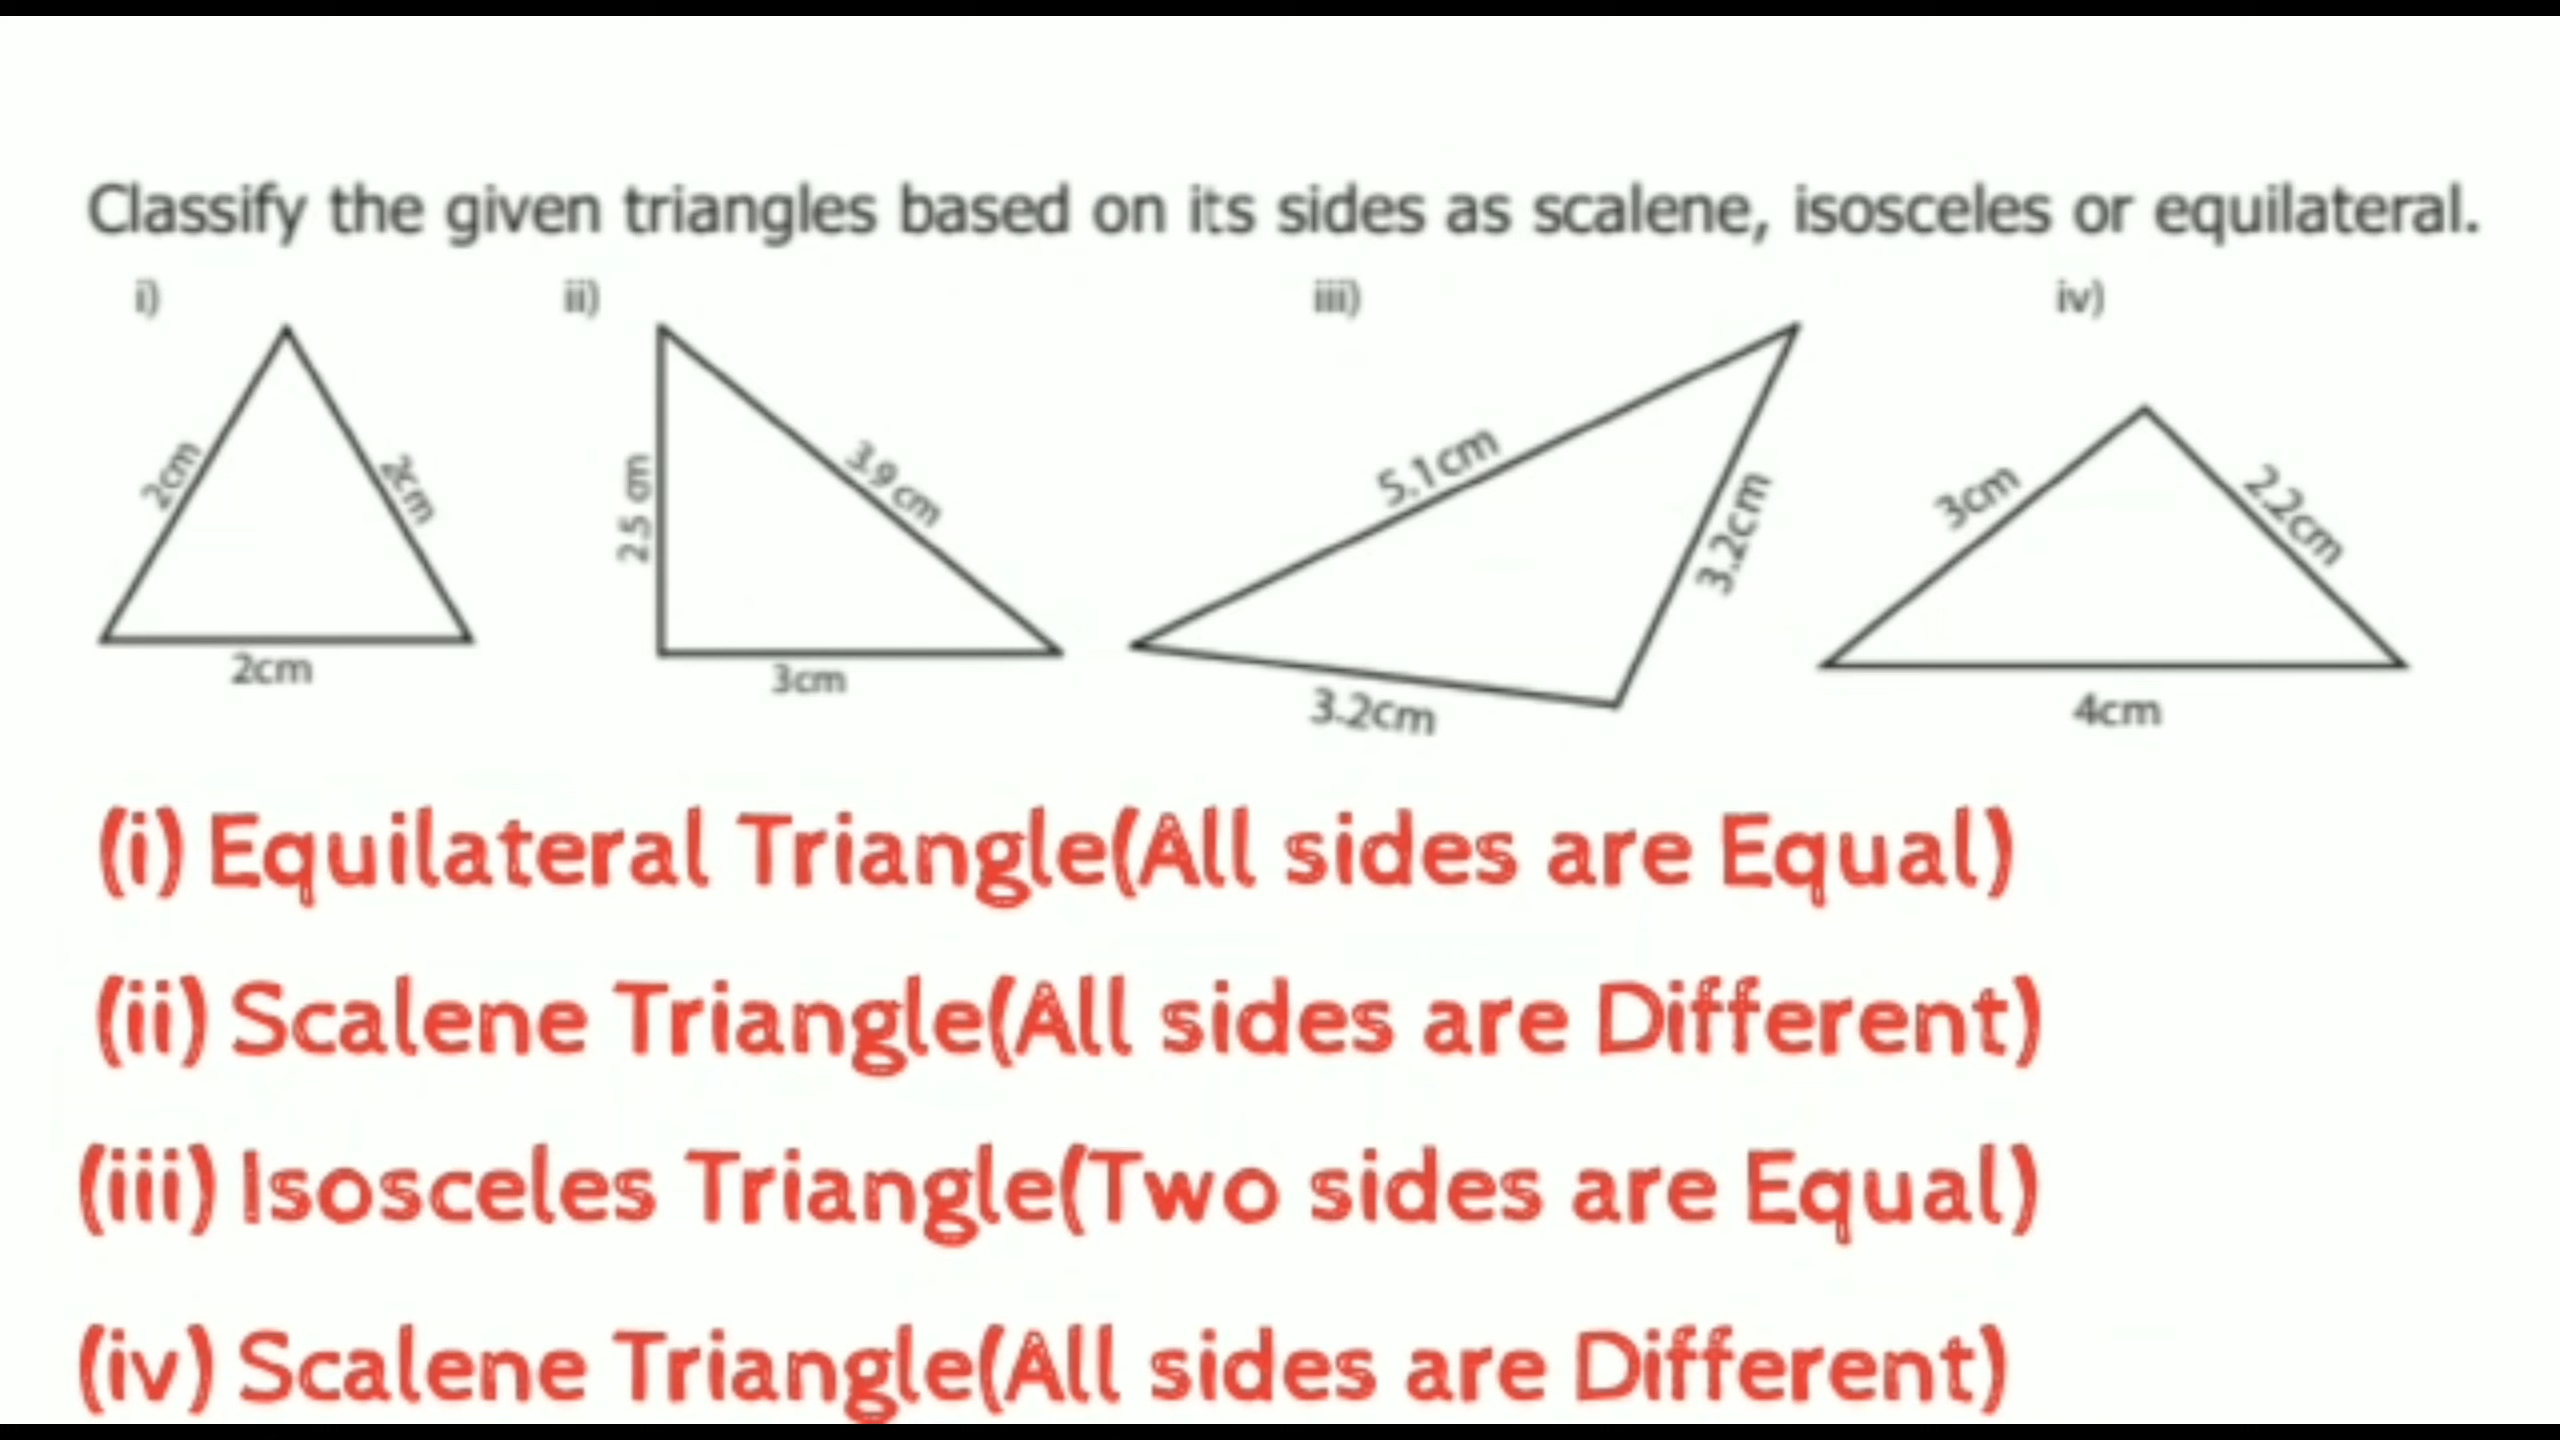 Classify the given triangles based on its sides as scalene, isosceles or equilateral.
i)
ii)
iii)
iv)
2cm
2cm
2cm
2.5 cm
3.9 cm
3cm
5.1cm
3.2cm
3.2cm
3cm
2.2cm
4cm
(i) Equilateral Triangle(All sides are Equal)
(ii) Scalene Triangle(All sides are Different)
(iii) Isosceles Triangle(Two sides are Equal)
(iv) Scalene Triangle(All sides are Different)